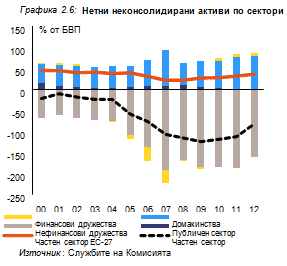 Графика 2.6: Нетни неконсолидирани активи по сектори
% от БВП
150
100
50
0
-50
-100
-150
-200
-250
00 01 02 03 04 05 06 07 08 09 10 11 12
Финансови дружества Домакинства
Нефинансови дружества Публичен сектор
Частен сектор ЕС-27 Частен сектор
Източник: Службите на Комисията